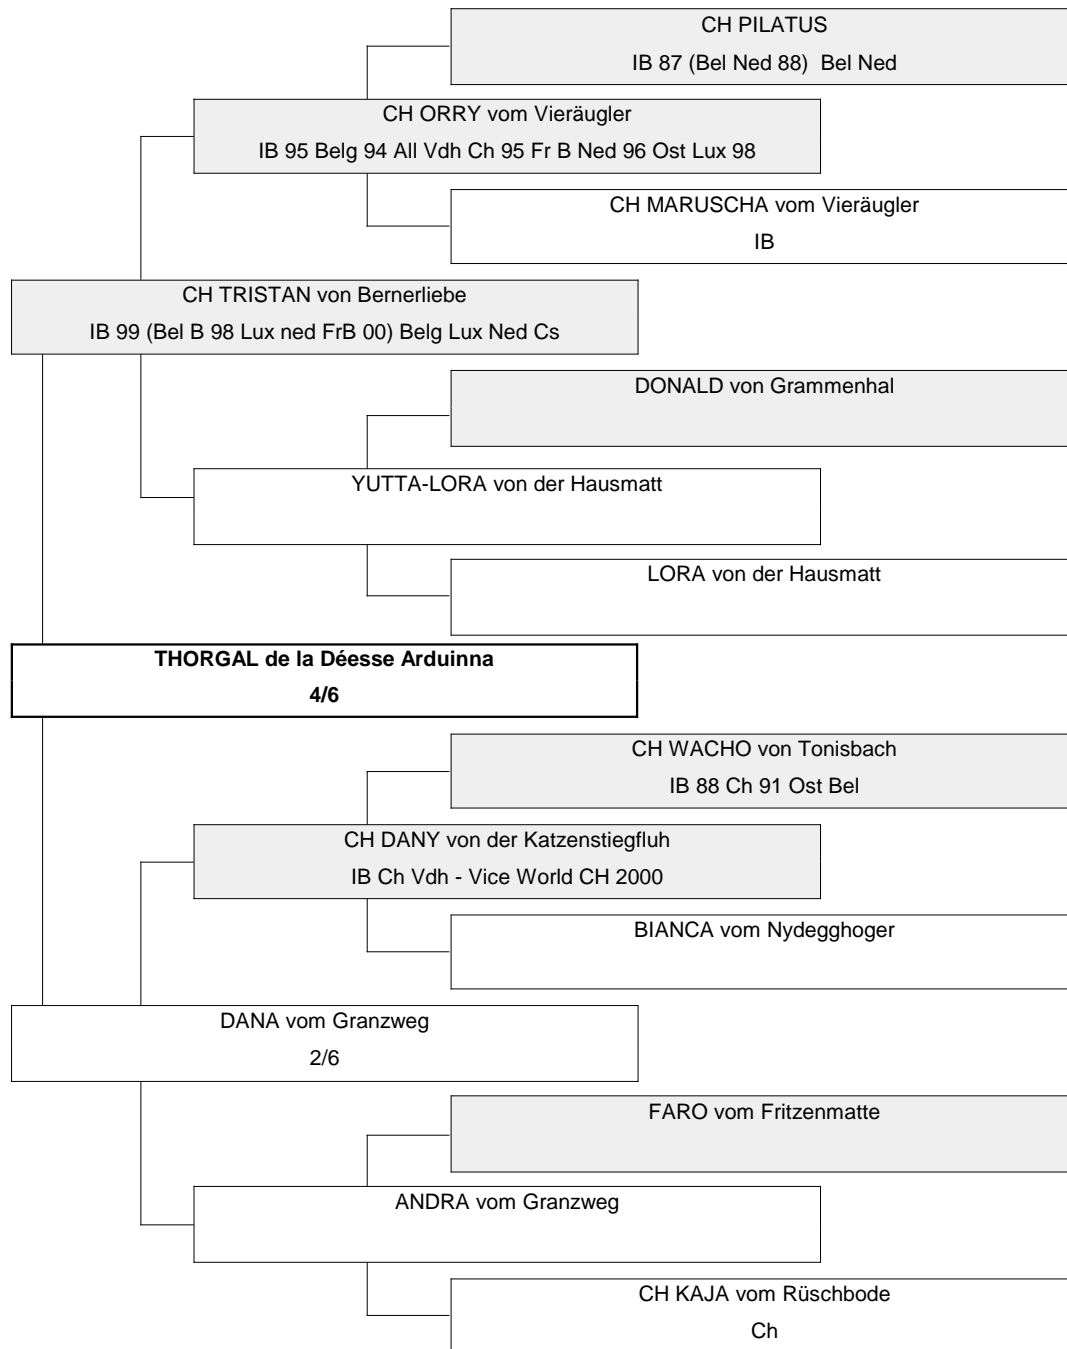 CH PILATUS
IB 87 (Bel Ned 88)  Bel Ned
CH ORRY vom Vieräugler
IB 95 Belg 94 All Vdh Ch 95 Fr B Ned 96 Ost Lux 98
CH MARUSCHA vom Vieräugler
IB
CH TRISTAN von Bernerliebe
IB 99 (Bel B 98 Lux ned FrB 00) Belg Lux Ned Cs
DONALD von Grammenhal
YUTTA-LORA von der Hausmatt
LORA von der Hausmatt
THORGAL de la Déesse Arduinna
4/6
CH WACHO von Tonisbach
IB 88 Ch 91 Ost Bel
CH DANY von der Katzenstiegfluh
IB Ch Vdh - Vice World CH 2000
BIANCA vom Nydegghoger
DANA vom Granzweg
2/6
FARO vom Fritzenmatte
ANDRA vom Granzweg
CH KAJA vom Rüschbode
Ch